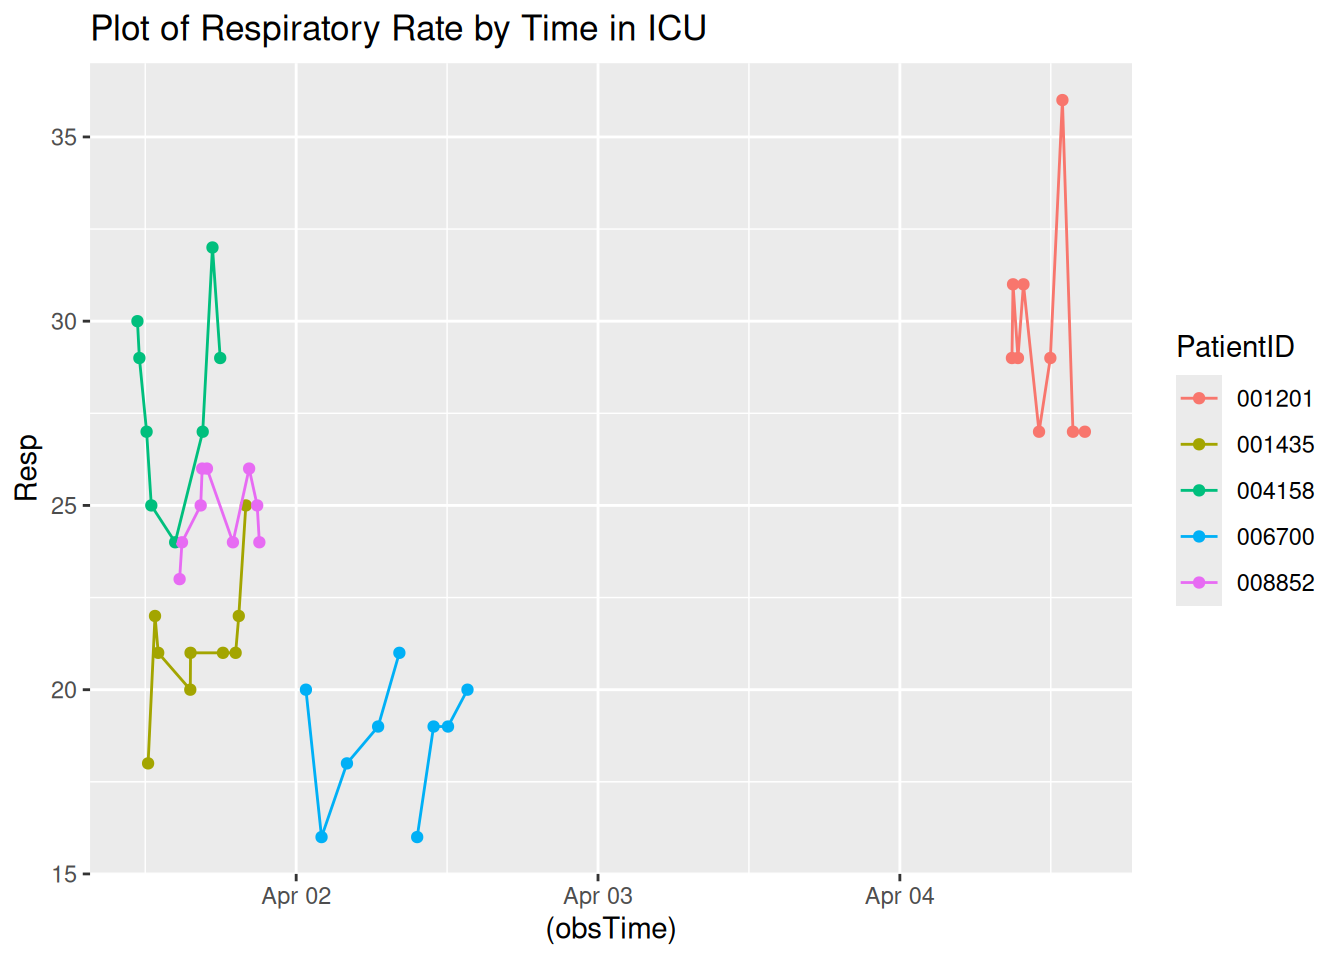 Plot of Respiratory Rate by Time in ICU
35
30
25
20
15
Resp
Apr 02
Apr 03
Apr 04
(obsTime)
PatientID
001201
001435
004158
006700
008852